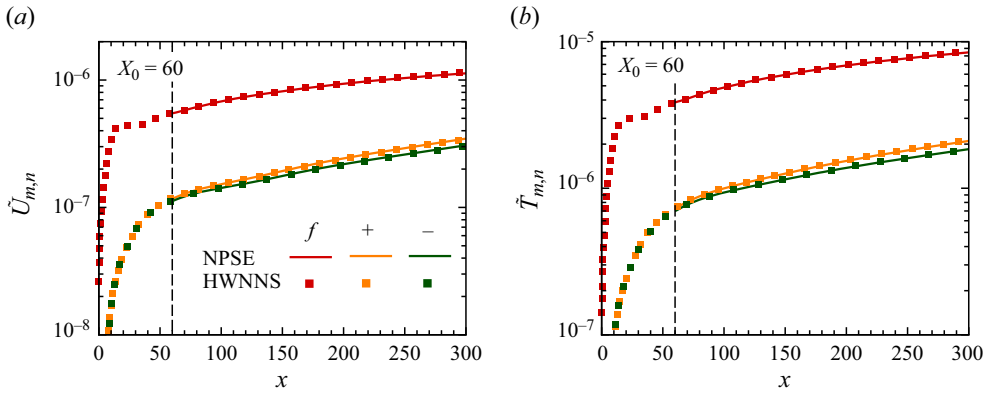 (a)
10⁻⁶
10⁻⁷
10⁻⁸
Ũm,n
X0 = 60
f + –
NPSE
HWNNS
0 50 100 150 200 250 300
x
(b)
10⁻⁵
10⁻⁶
10⁻⁷
T̃m,n
X0 = 60
0 50 100 150 200 250 300
x